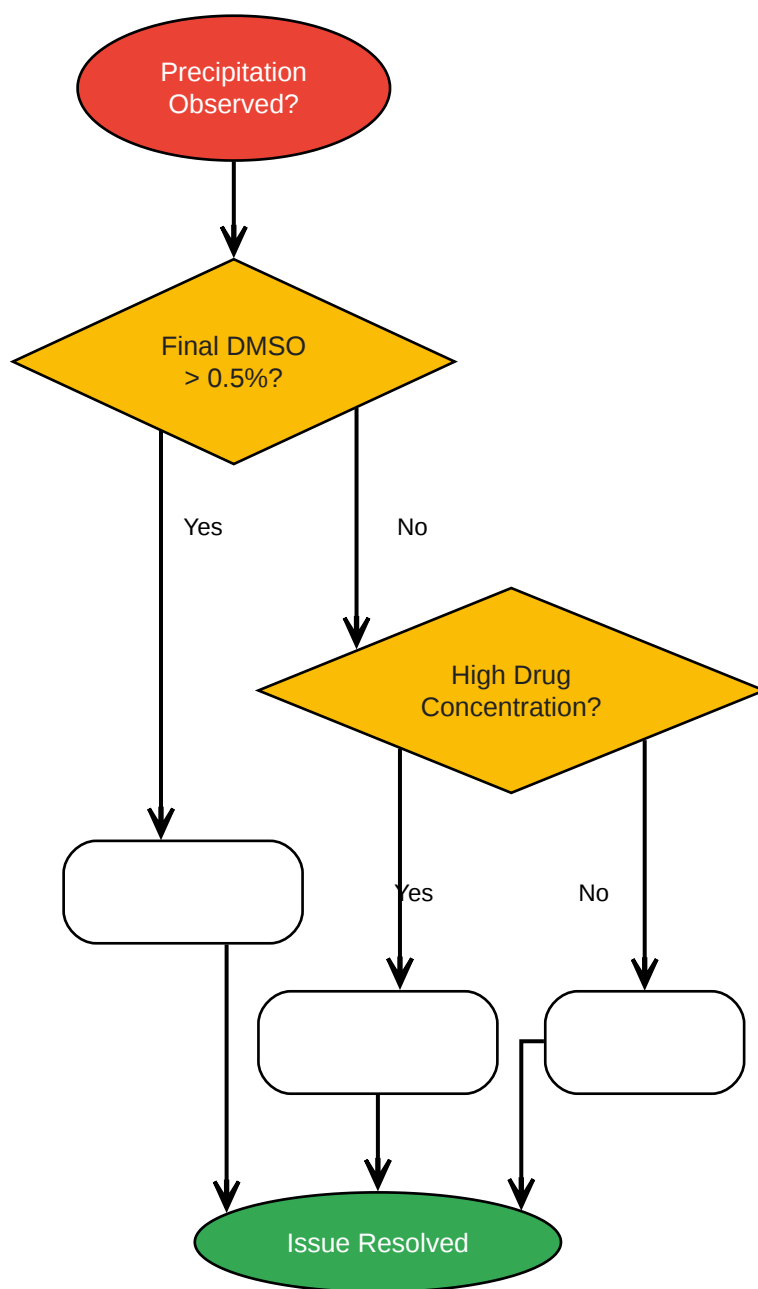 Precipitation
Observed?
Final DMSO
> 0.5%?
Yes
No
High Drug
Concentration?
Yes
No
Issue Resolved